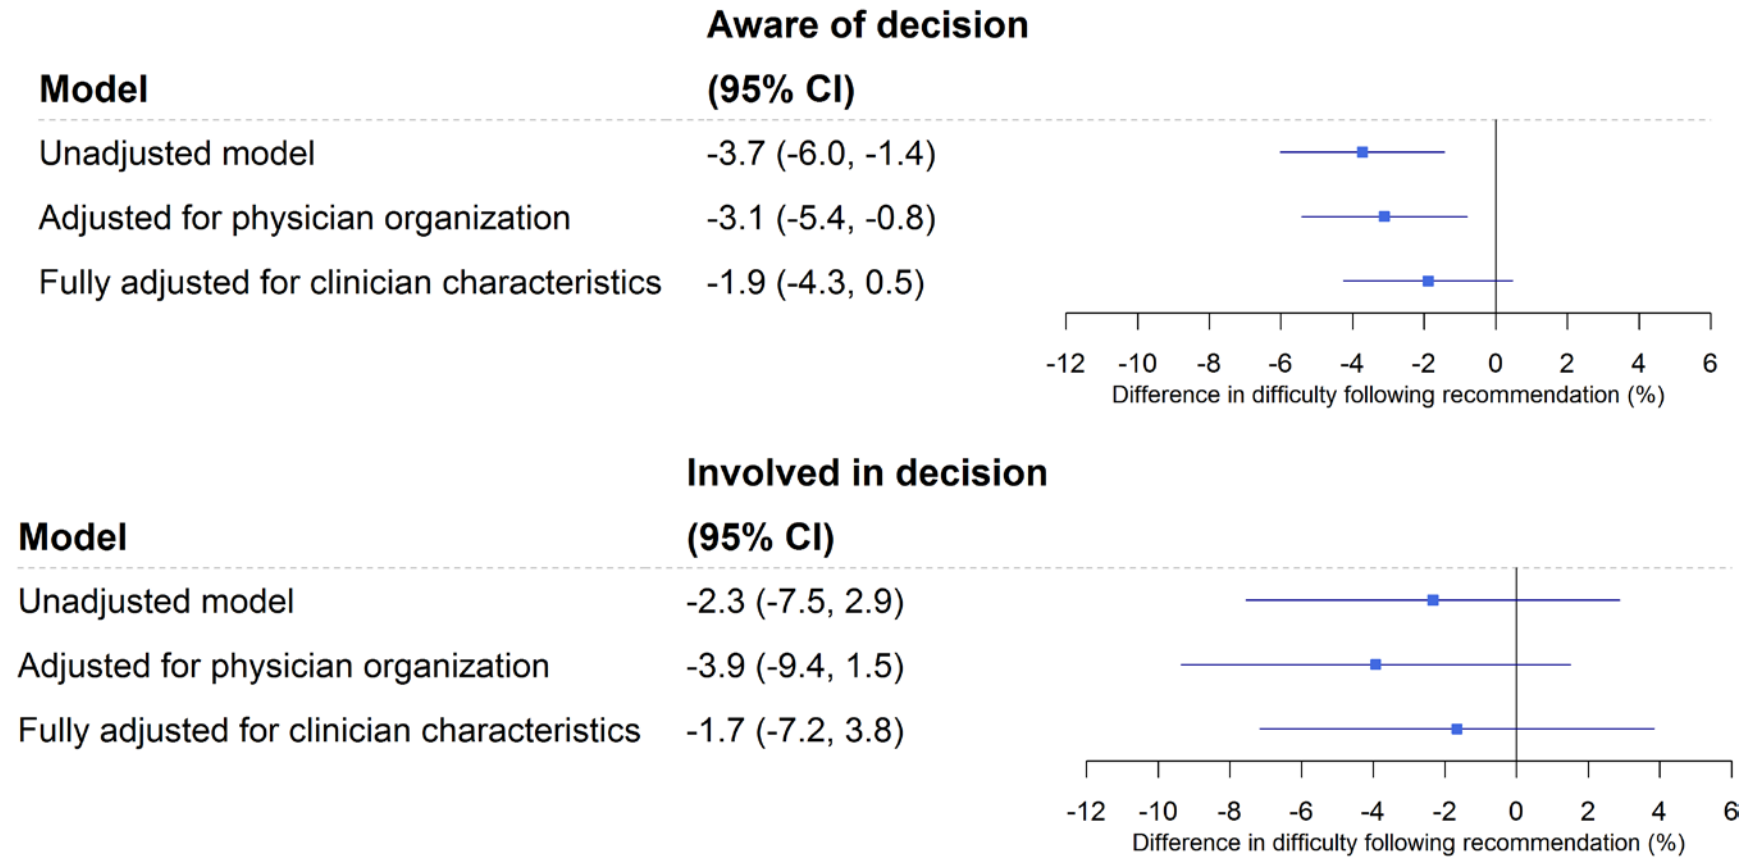 Aware of decision
Model (95% CI)
Unadjusted model -3.7 (-6.0, -1.4)
Adjusted for physician organization -3.1 (-5.4, -0.8)
Fully adjusted for clinician characteristics -1.9 (-4.3, 0.5)
-12 -10 -8 -6 -4 -2 0 2 4 6
Difference in difficulty following recommendation (%)
Involved in decision
Model (95% CI)
Unadjusted model -2.3 (-7.5, 2.9)
Adjusted for physician organization -3.9 (-9.4, 1.5)
Fully adjusted for clinician characteristics -1.7 (-7.2, 3.8)
-12 -10 -8 -6 -4 -2 0 2 4 6
Difference in difficulty following recommendation (%)